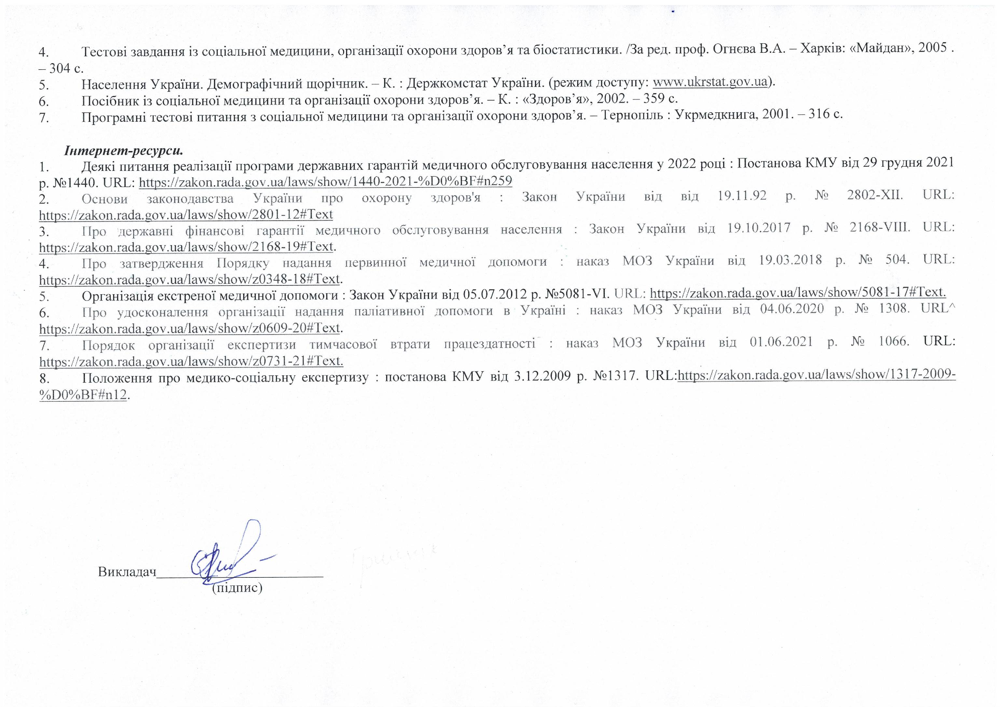 4. Тестові завдання із соціальної медицини, організації охорони здоров’я та біостатистики. /За ред. проф. Огнєва В.А. – Харків: «Майдан», 2005 .
– 304 с.
5. Населення України. Демографічний щорічник. – К. : Держкомстат України. (режим доступу: www.ukrstat.gov.ua).
6. Посібник із соціальної медицини та організації охорони здоров’я. – К. : «Здоров’я», 2002. – 359 с.
7. Програмні тестові питання з соціальної медицини та організації охорони здоров’я. – Тернопіль : Укрмедкнига, 2001. – 316 с.
Інтернет-ресурси.
1. Деякі питання реалізації програми державних гарантій медичного обслуговування населення у 2022 році : Постанова КМУ від 29 грудня 2021
р. №1440. URL: https://zakon.rada.gov.ua/laws/show/1440-2021-%D0%BF#n259
2. Основи законодавства України про охорону здоров'я : Закон України від від 19.11.92 р. № 2802-XII. URL:
https://zakon.rada.gov.ua/laws/show/2801-12#Text
3. Про державні фінансові гарантії медичного обслуговування населення : Закон України від 19.10.2017 р. № 2168-VIII. URL:
https://zakon.rada.gov.ua/laws/show/2168-19#Text.
4. Про затвердження Порядку надання первинної медичної допомоги : наказ МОЗ України від 19.03.2018 р. № 504. URL:
https://zakon.rada.gov.ua/laws/show/z0348-18#Text.
5. Організація екстреної медичної допомоги : Закон України від 05.07.2012 р. №5081-VI. URL: https://zakon.rada.gov.ua/laws/show/5081-17#Text.
6. Про удосконалення організації надання паліативної допомоги в Україні : наказ МОЗ України від 04.06.2020 р. № 1308. URL^
https://zakon.rada.gov.ua/laws/show/z0609-20#Text.
7. Порядок організації експертизи тимчасової втрати працездатності : наказ МОЗ України від 01.06.2021 р. № 1066. URL:
https://zakon.rada.gov.ua/laws/show/z0731-21#Text.
8. Положення про медико-соціальну експертизу : постанова КМУ від 3.12.2009 р. №1317. URL:https://zakon.rada.gov.ua/laws/show/1317-2009-
%D0%BF#n12.
Викладач
(підпис)